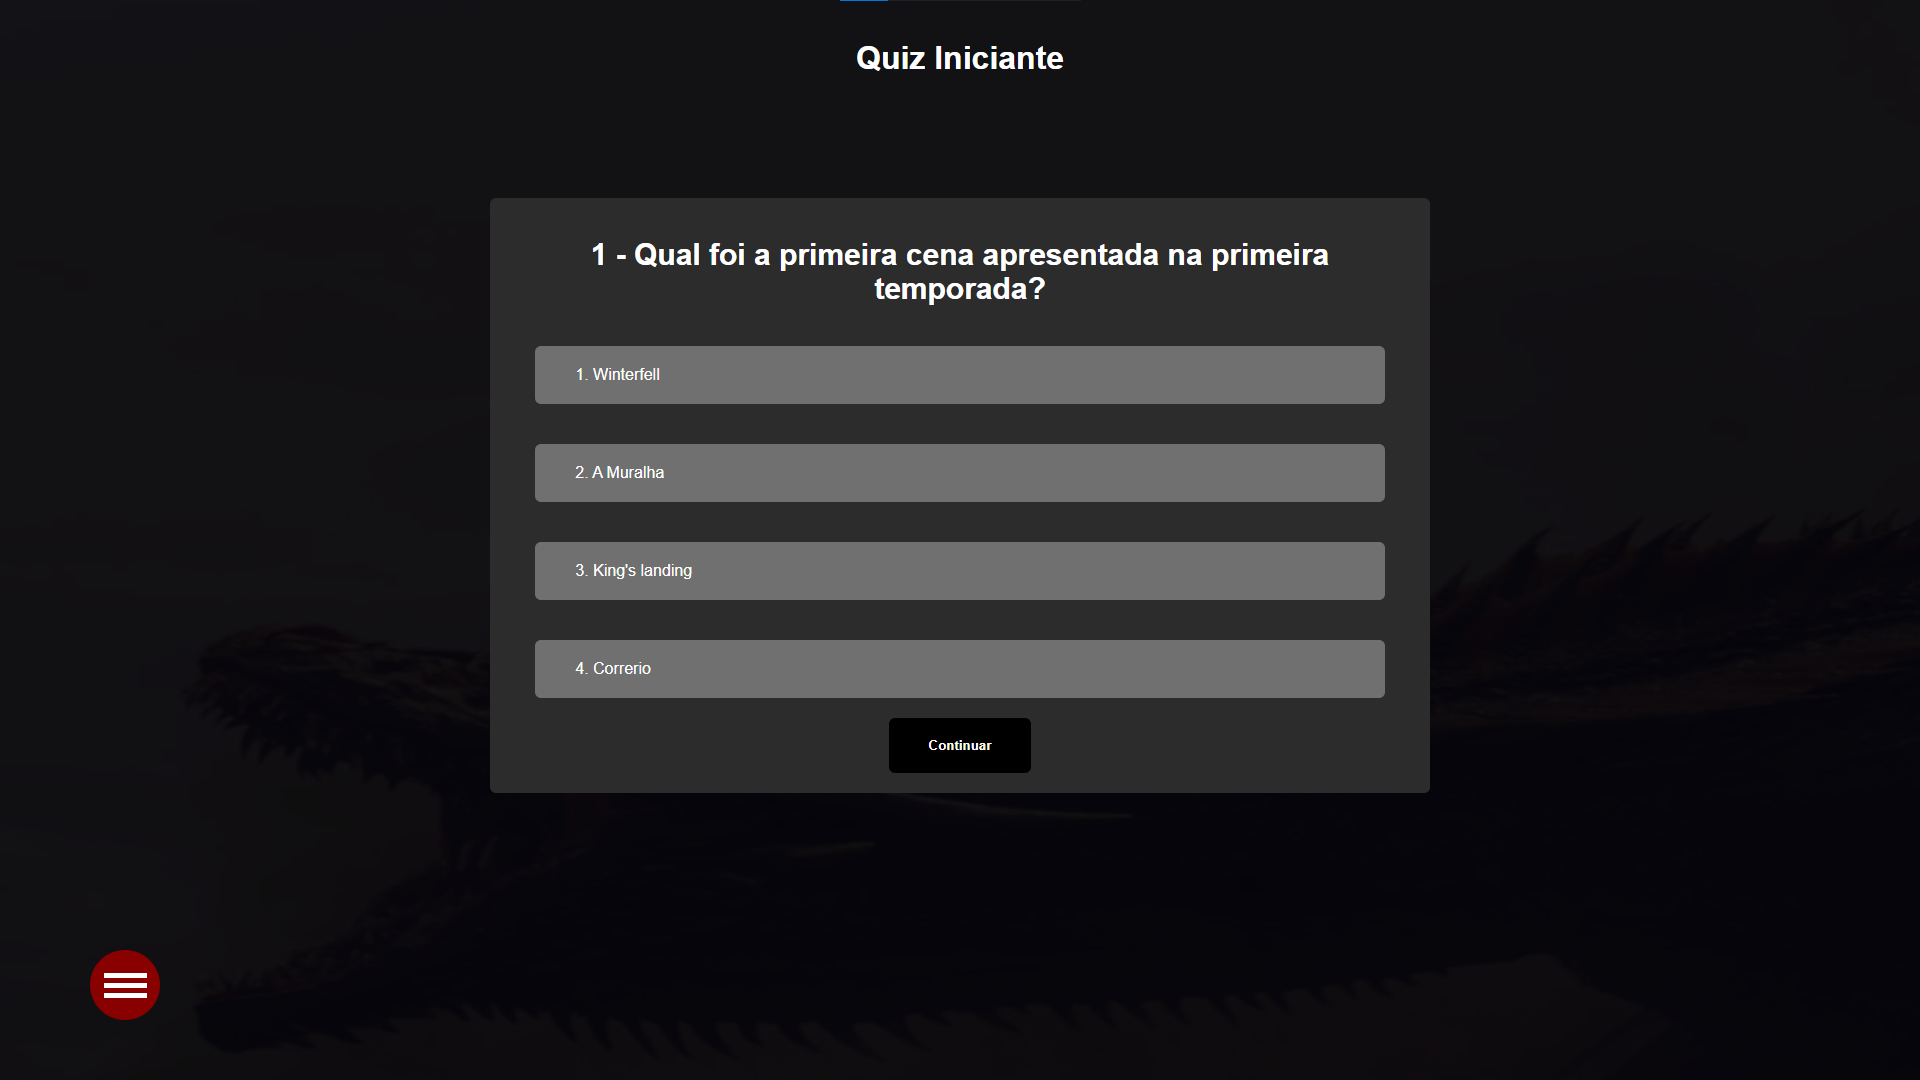 Quiz Iniciante
1 - Qual foi a primeira cena apresentada na primeira
temporada?
1. Winterfell
2. A Muralha
3. King's landing
4. Correrio
Continuar